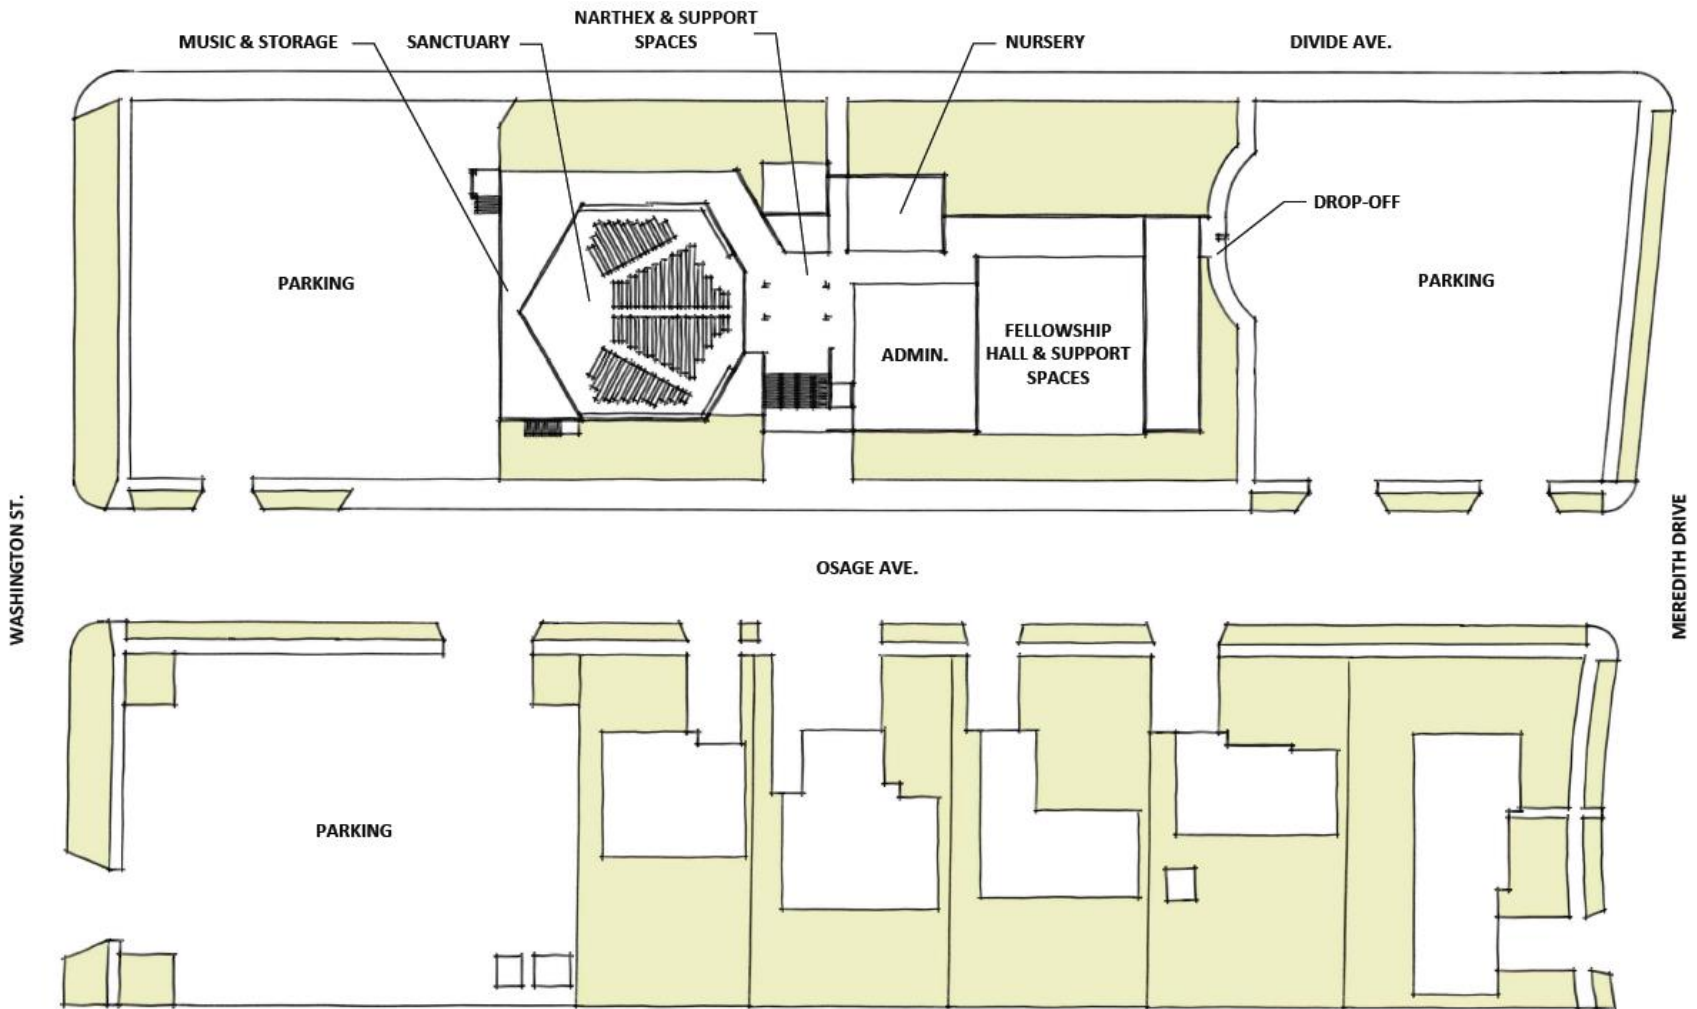 NARTHEX & SUPPORT
SPACES
MUSIC & STORAGE
SANCTUARY
NURSERY
DIVIDE AVE.
DROP-OFF
PARKING
PARKING
FELLOWSHIP
HALL & SUPPORT
SPACES
ADMIN.
WASHINGTON ST.
MEREDITH DRIVE
OSAGE AVE.
PARKING